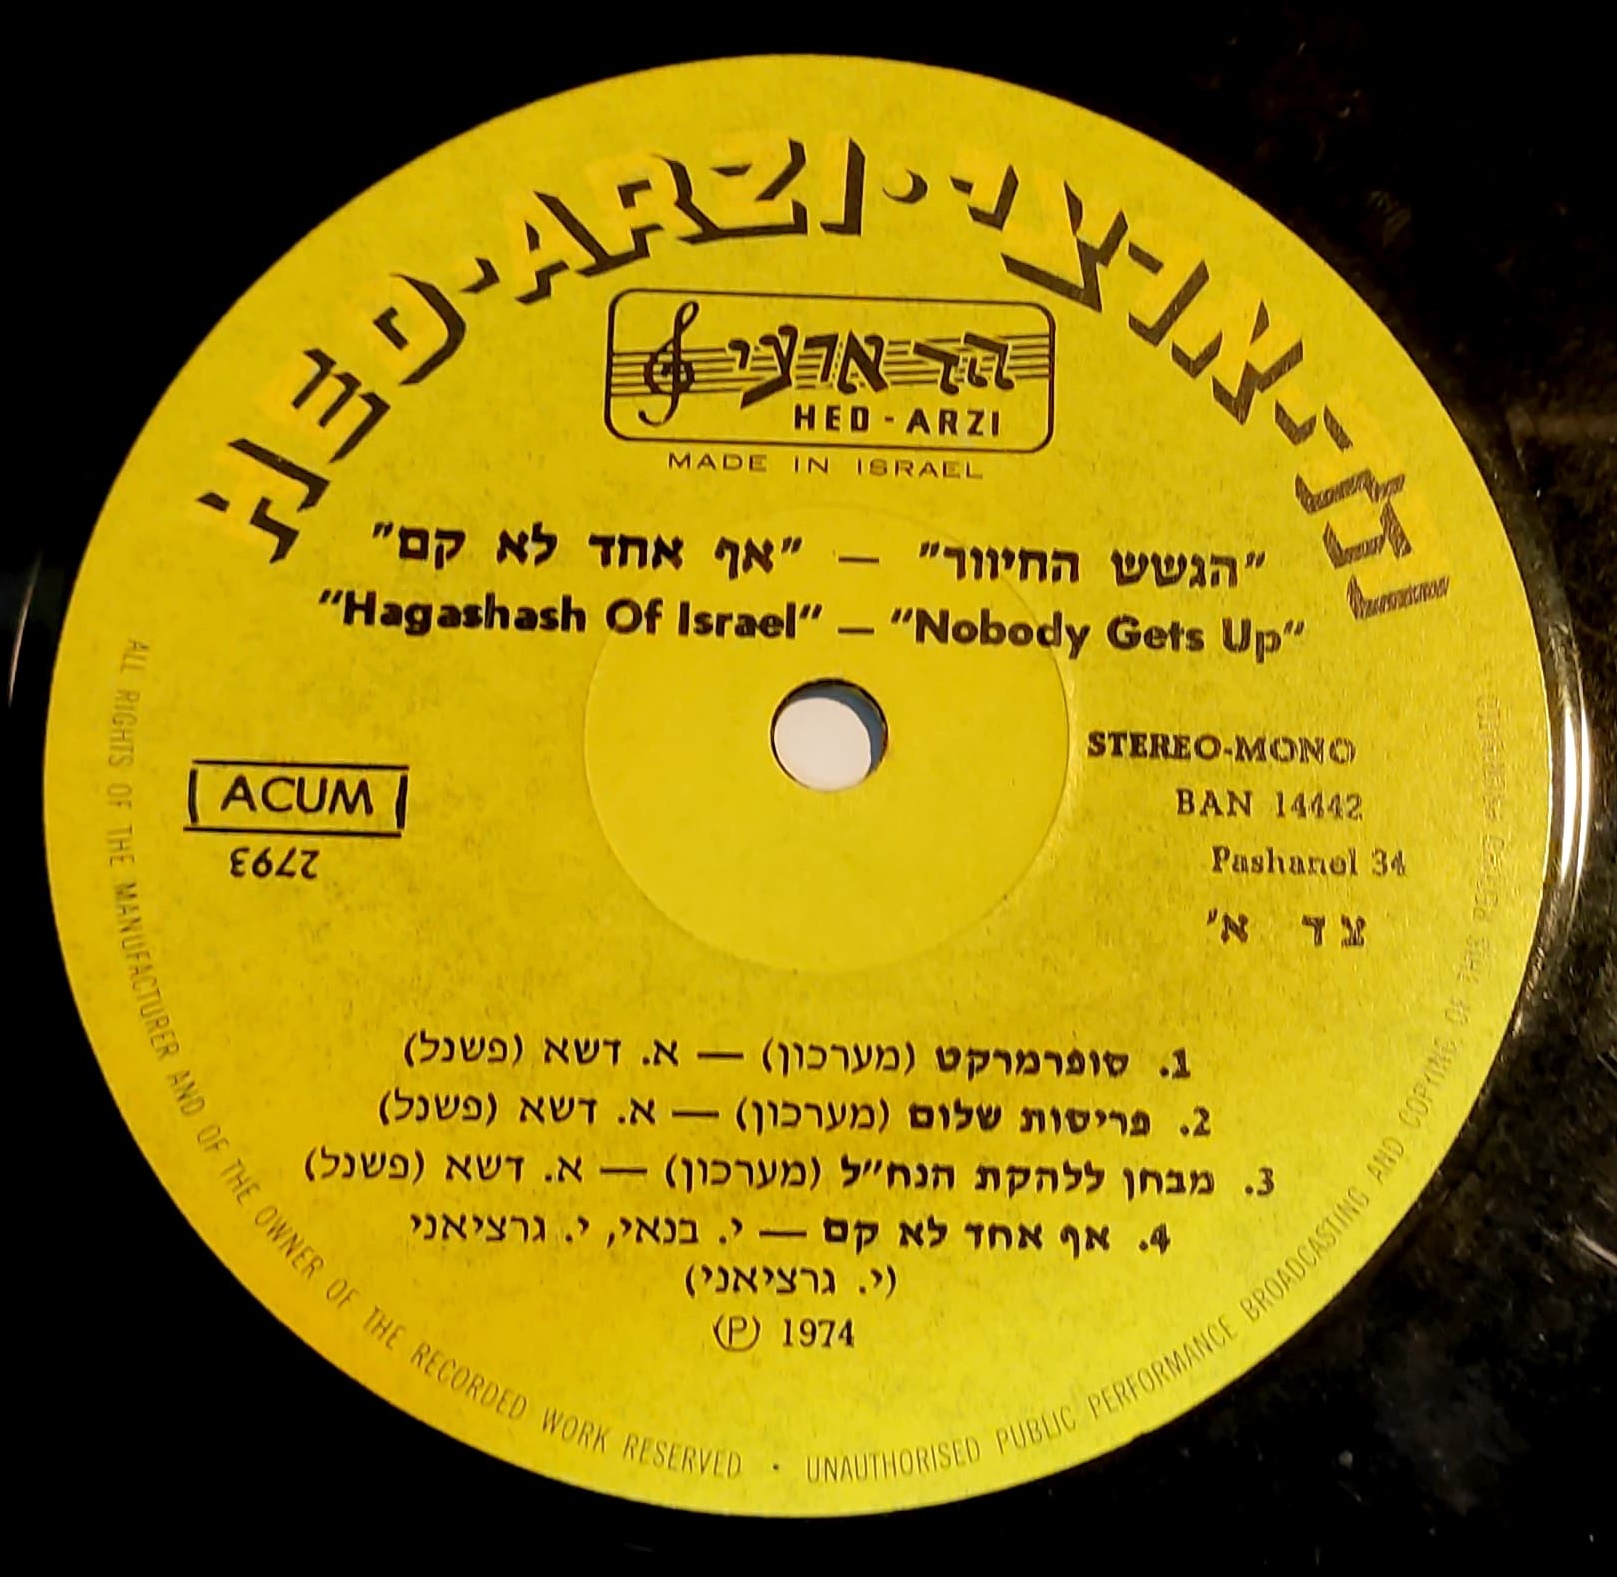 HED-ARZI • הד-ארצי
הד ארצי
HED - ARZI
MADE IN ISRAEL
"הגשש החיוור" — "אף אחד לא קם"
"Hagashash Of Israel" — "Nobody Gets Up"
STEREO-MONO
BAN 14442
Pashanel 34
צד א'
ACUM
2793
1. סופרמרקט (מערכון) — א. דשא (פשנל)
2. פריסות שלום (מערכון) — א. דשא (פשנל)
3. מבחן ללהקת הנח״ל (מערכון) — א. דשא (פשנל)
4. אף אחד לא קם — י. בנאי, י. גרציאני
(י. גרציאני)
Ⓟ 1974
ALL RIGHTS OF THE MANUFACTURER AND OF THE OWNER OF THE RECORDED WORK RESERVED • UNAUTHORISED PUBLIC PERFORMANCE BROADCASTING AND COPYING OF THIS RECORD PROHIBITED